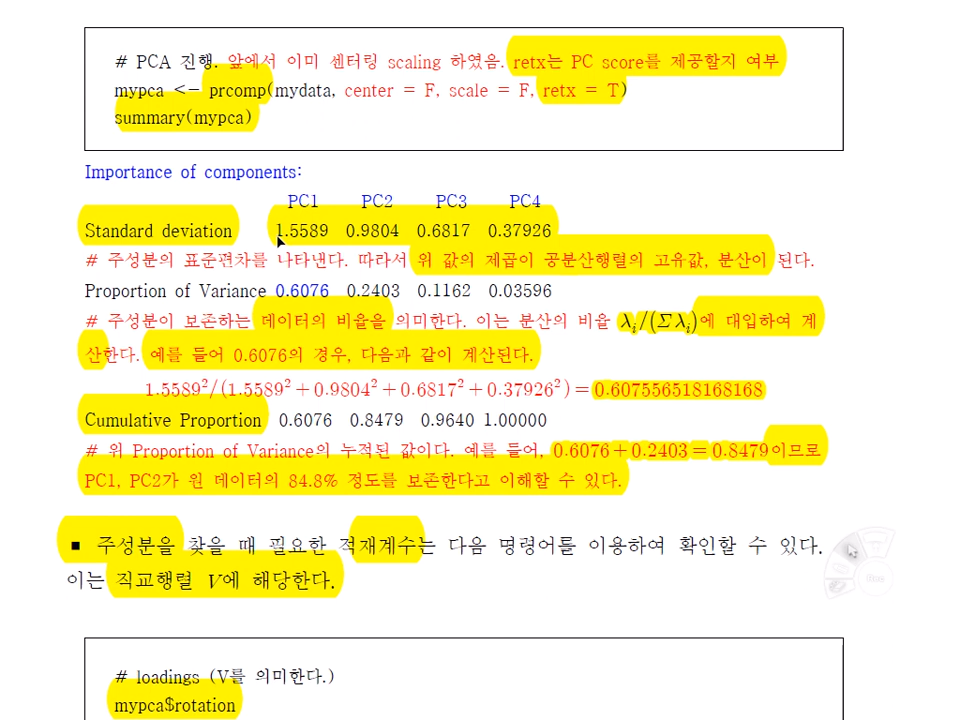 # PCA 진행. 앞에서 이미 센터링 scaling 하였음. retx는 PC score를 제공할지 여부
mypca <- prcomp(mydata, center = F, scale = F, retx = T)
summary(mypca)
Importance of components:
PC1 PC2 PC3 PC4
Standard deviation 1.5589 0.9804 0.6817 0.37926
# 주성분의 표준편차를 나타낸다. 따라서 위 값의 제곱이 공분산행렬의 고유값, 분산이 된다.
Proportion of Variance 0.6076 0.2403 0.1162 0.03596
# 주성분이 보존하는 데이터의 비율을 의미한다. 이는 분산의 비율 λᵢ/(Σλᵢ)에 대입하여 계
산한다. 예를 들어 0.6076의 경우, 다음과 같이 계산된다.
1.5589²/(1.5589² + 0.9804² + 0.6817² + 0.37926²) = 0.607556518168168
Cumulative Proportion 0.6076 0.8479 0.9640 1.00000
# 위 Proportion of Variance의 누적된 값이다. 예를 들어, 0.6076 + 0.2403 = 0.8479이므로
PC1, PC2가 원 데이터의 84.8% 정도를 보존한다고 이해할 수 있다.
■ 주성분을 찾을 때 필요한 적재계수는 다음 명령어를 이용하여 확인할 수 있다.
이는 직교행렬 V에 해당한다.
# loadings (V를 의미한다.)
mypca$rotation